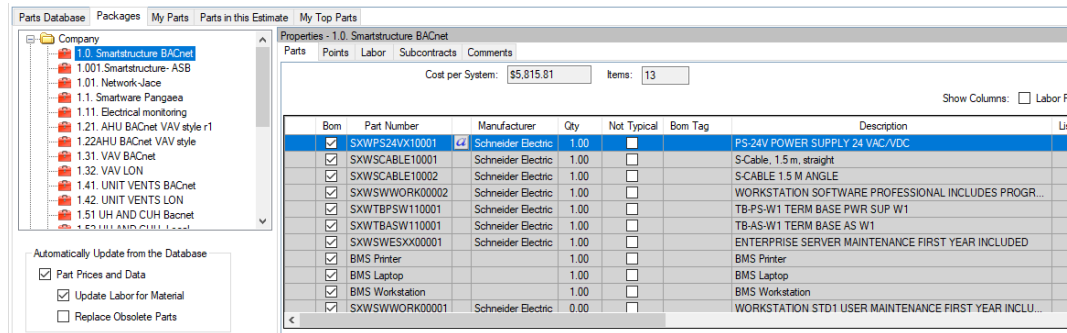 Parts Database Packages My Parts Parts in this Estimate My Top Parts
Company
1.0. Smartstructure BACnet
1.001.Smartstructure- ASB
1.01. Network-Jace
1.1. Smartware Pangaea
1.11. Electrical monitoring
1.21. AHU BACnet VAV style r1
1.22AHU BACnet VAV style
1.31. VAV BACnet
1.32. VAV LON
1.41. UNIT VENTS BACnet
1.42. UNIT VENTS LON
1.51 UH AND CUH Bacnet
Automatically Update from the Database
Part Prices and Data
Update Labor for Material
Replace Obsolete Parts
Properties - 1.0. Smartstructure BACnet
Parts Points Labor Subcontracts Comments
Cost per System: $5,815.81 Items: 13
Show Columns: Labor
Bom Part Number Manufacturer Qty Not Typical Bom Tag Description
SXWPS24VX10001 a Schneider Electric 1.00 PS-24V POWER SUPPLY 24 VAC/VDC
SXWSCABLE10001 Schneider Electric 1.00 S-Cable, 1.5 m, straight
SXWSCABLE10002 Schneider Electric 1.00 S-CABLE 1.5 M ANGLE
SXWSWWORK00002 Schneider Electric 1.00 WORKSTATION SOFTWARE PROFESSIONAL INCLUDES PROGR...
SXWTBPSW110001 Schneider Electric 1.00 TB-PS-W1 TERM BASE PWR SUP W1
SXWTBASW110001 Schneider Electric 1.00 TB-AS-W1 TERM BASE AS W1
SXWSWESXX00001 Schneider Electric 1.00 ENTERPRISE SERVER MAINTENANCE FIRST YEAR INCLUDED
BMS Printer 1.00 BMS Printer
BMS Laptop 1.00 BMS Laptop
BMS Workstation 1.00 BMS Workstation
SXWSWWORK00001 Schneider Electric 0.00 WORKSTATION STD1 USER MAINTENANCE FIRST YEAR INCLU...